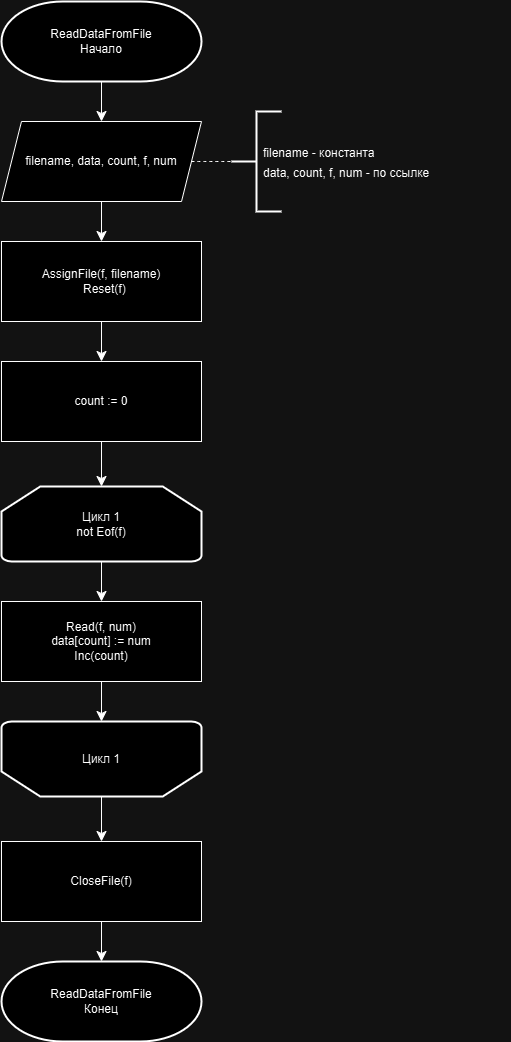 ReadDataFromFile
Начало
filename, data, count, f, num
filename - константа
data, count, f, num - по ссылке
AssignFile(f, filename)
Reset(f)
count := 0
Цикл 1
not Eof(f)
Read(f, num)
data[count] := num
Inc(count)
Цикл 1
CloseFile(f)
ReadDataFromFile
Конец